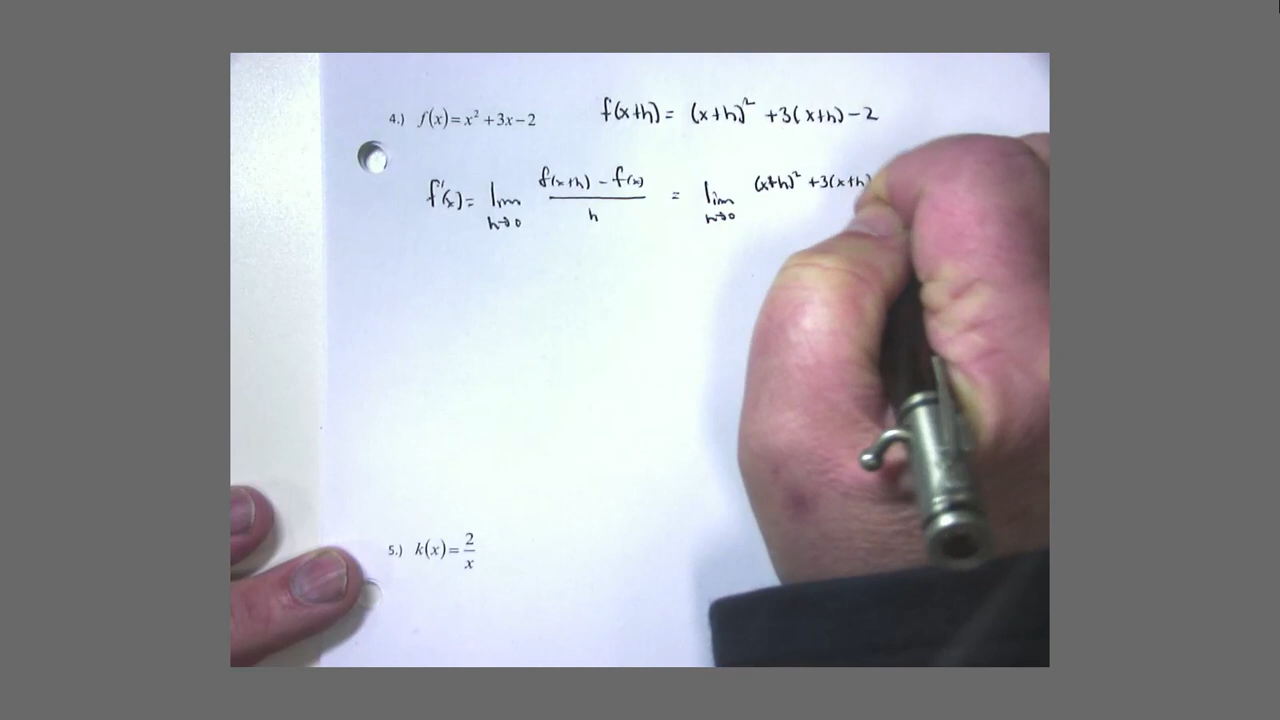 4.) f(x)=x²+3x−2 f(x+h)= (x+h)² +3(x+h)−2
f'(x)= lim h→0 f(x+h) − f(x) / h = lim h→0 (x+h)² +3(x+h)
5.) k(x)= 2/x